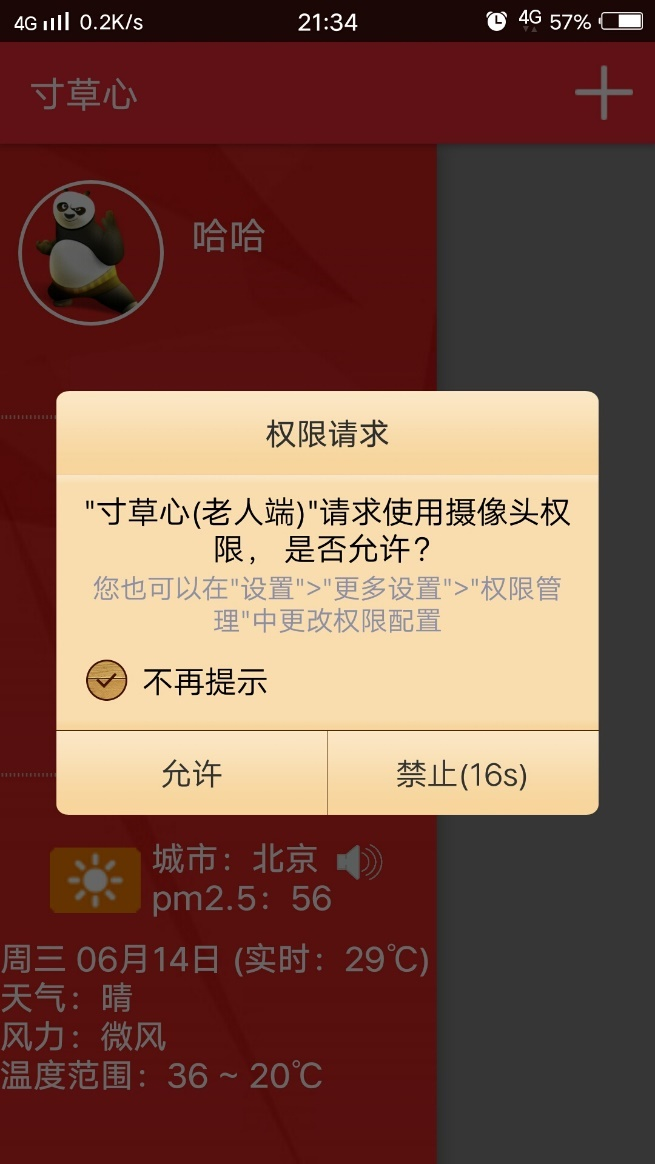 4G 0.2K/s 21:34 4G 57%
寸草心
哈哈
权限请求
"寸草心(老人端)"请求使用摄像头权
限， 是否允许？
您也可以在"设置">"更多设置">"权限管
理"中更改权限配置
不再提示
允许 禁止(16s)
城市：北京
pm2.5：56
周三 06月14日 (实时：29℃)
天气：晴
风力：微风
温度范围：36 ~ 20℃